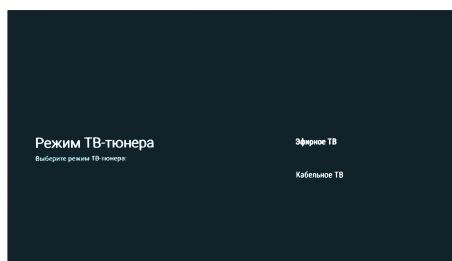 Режим ТВ-тюнера
Выберите режим ТВ-тюнера:
Эфирное ТВ
Кабельное ТВ